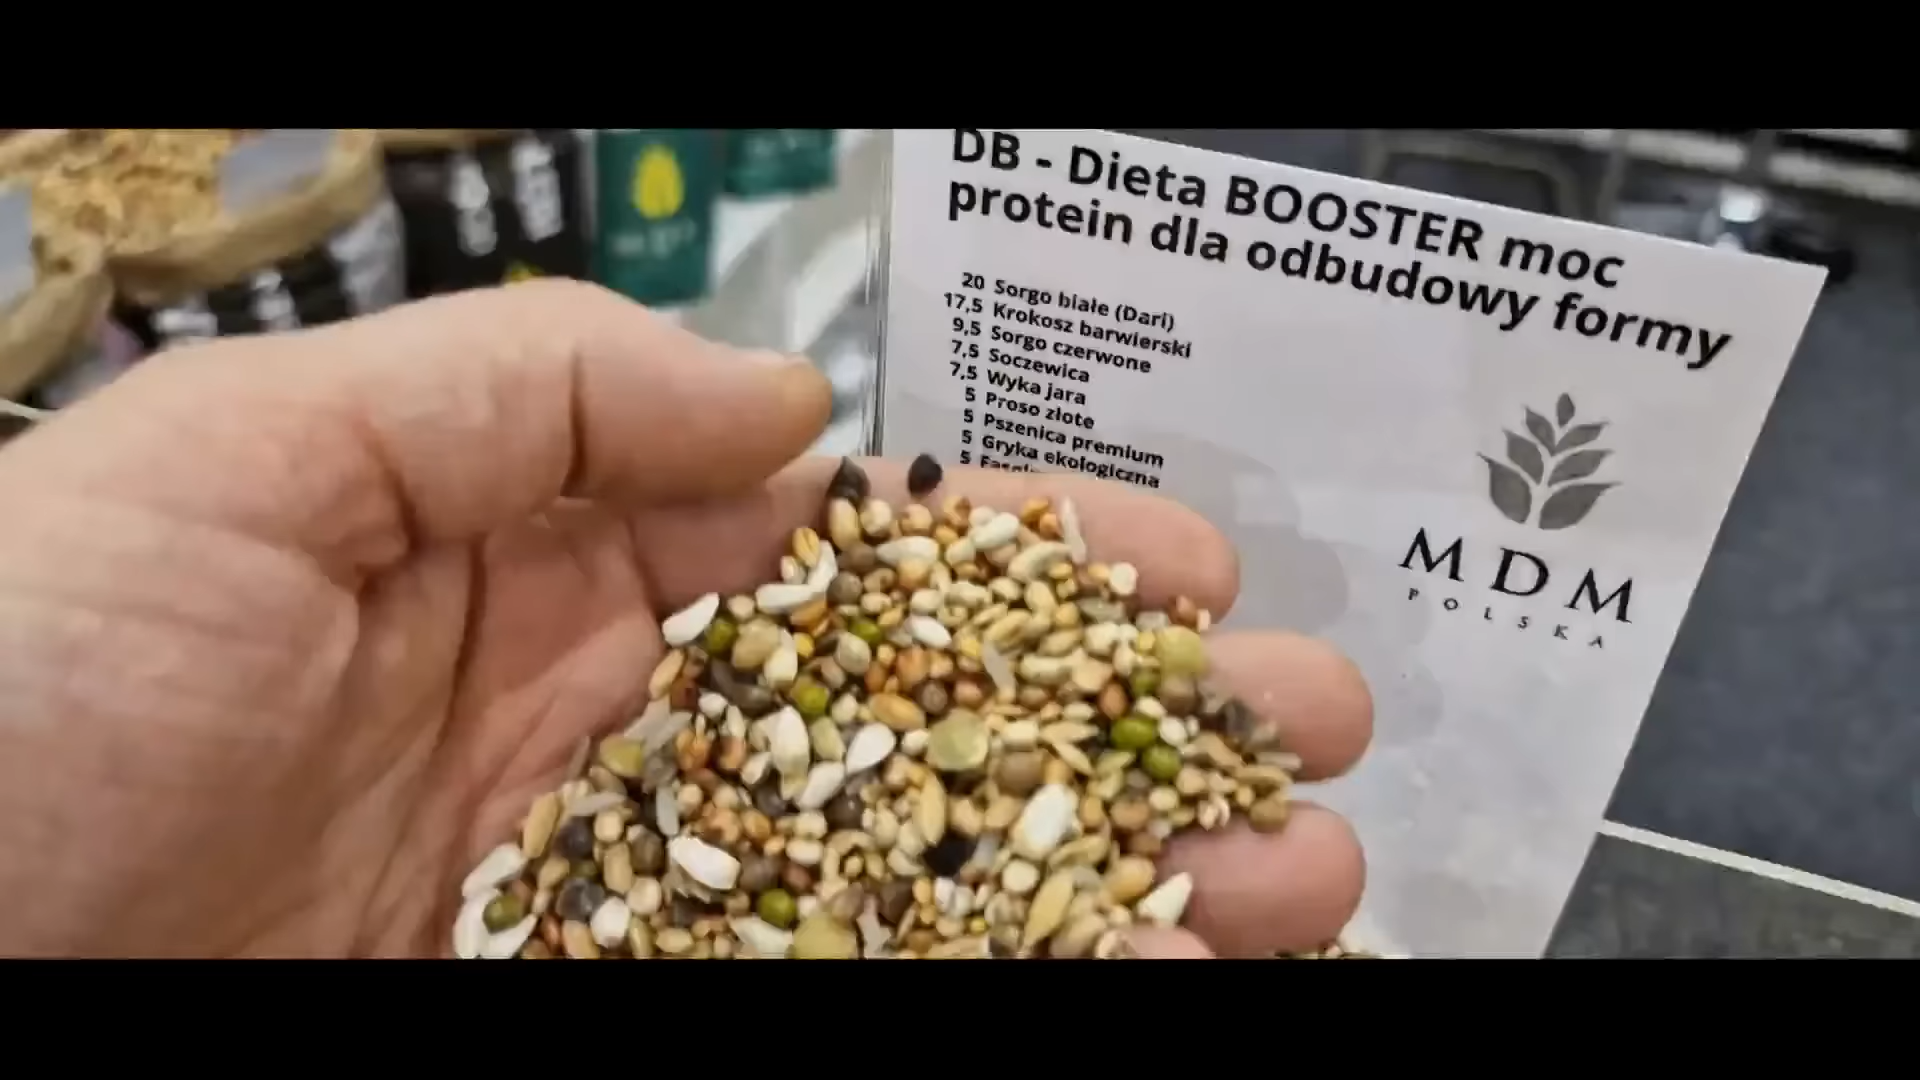 DB - Dieta BOOSTER moc
protein dla odbudowy formy
20 Sorgo białe (Dari)
17,5 Krokosz barwierski
9,5 Sorgo czerwone
7,5 Soczewica
7,5 Wyka jara
5 Proso złote
5 Pszenica premium
5 Gryka ekologiczna
5
MDM
POLSKA